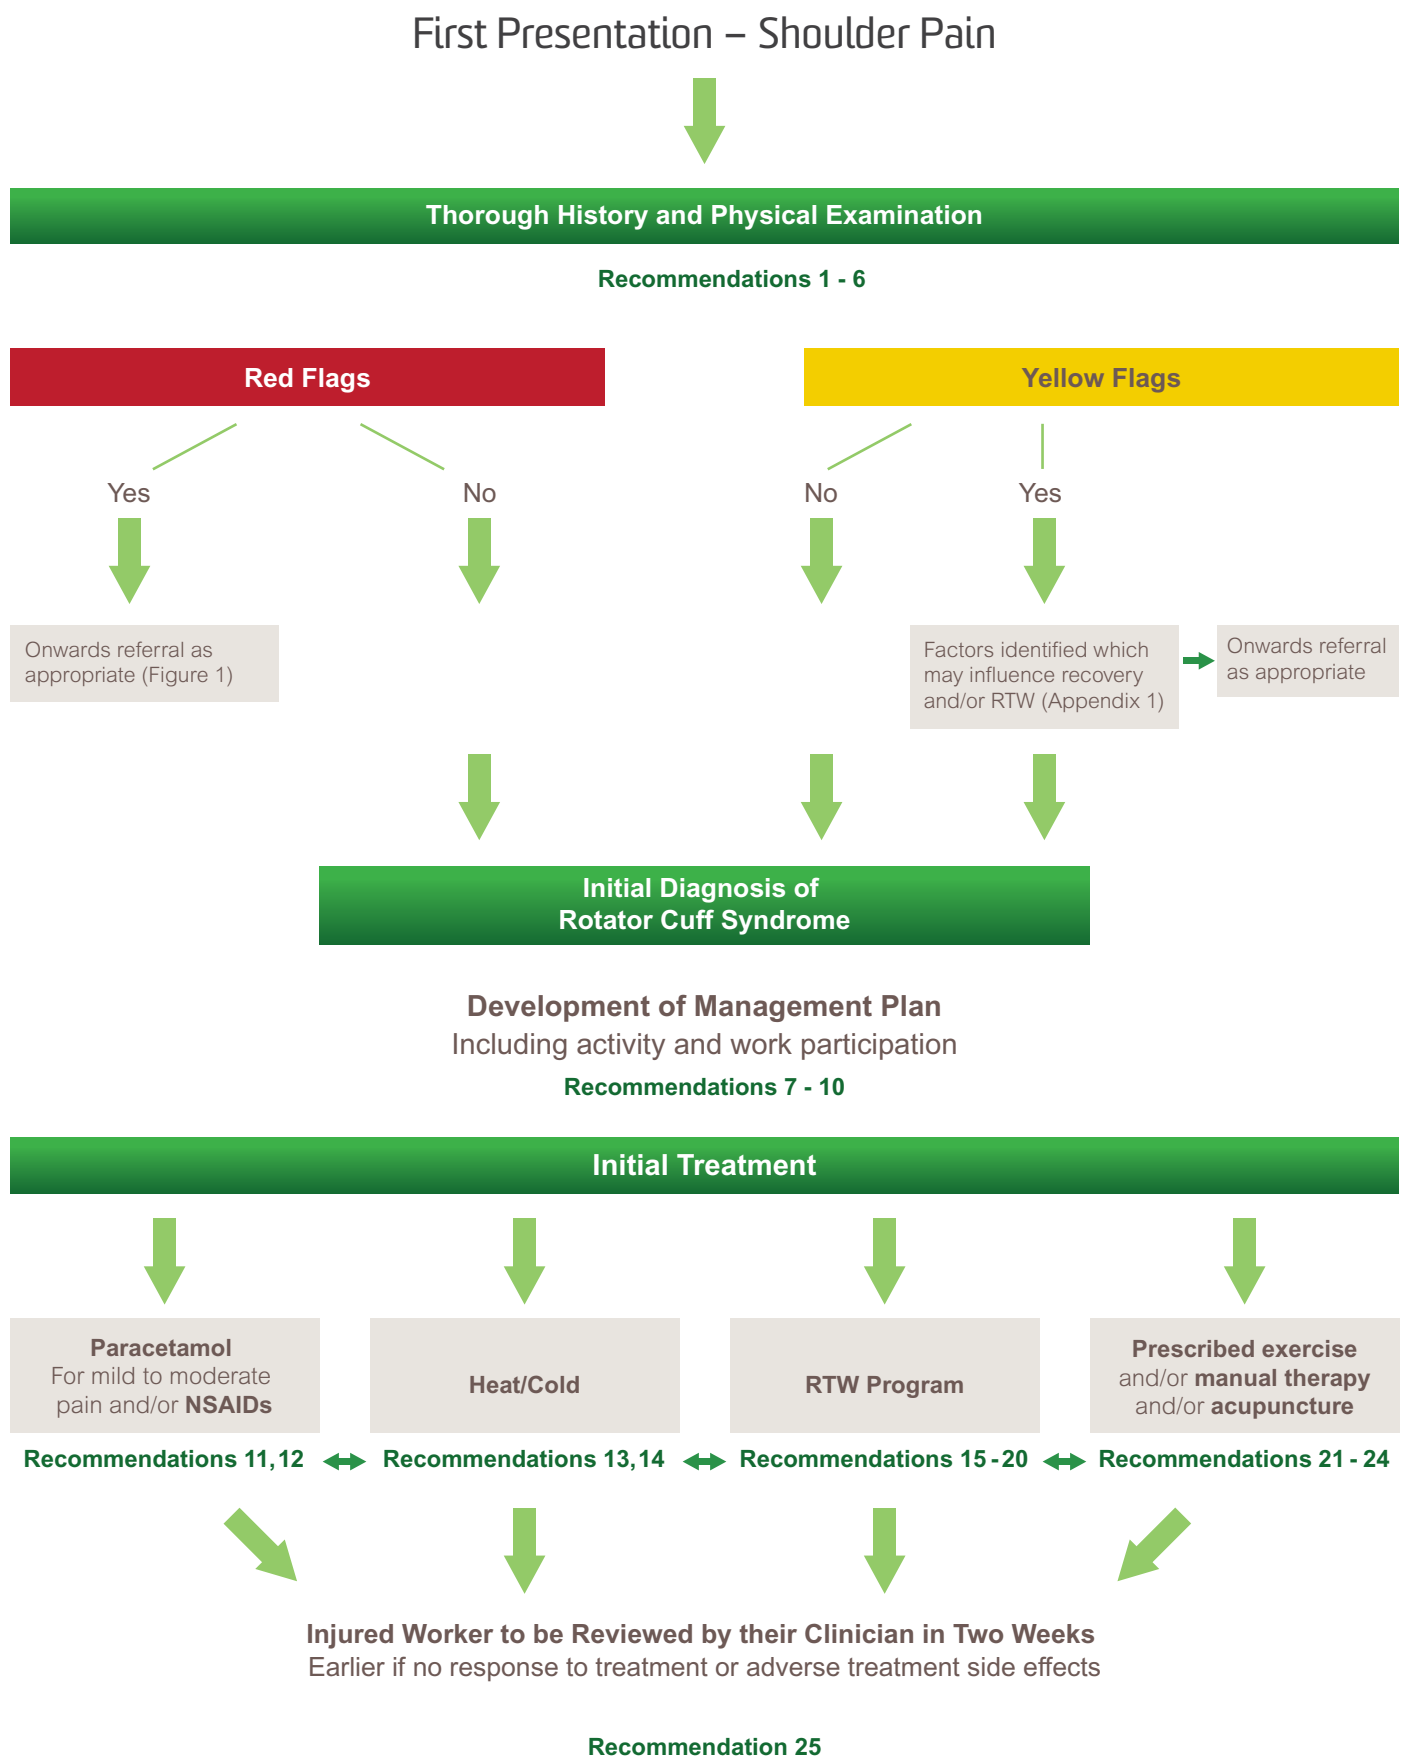 First Presentation – Shoulder Pain
Thorough History and Physical Examination
Recommendations 1 - 6
Red Flags
Yellow Flags
Yes
No
No
Yes
Onwards referral as
appropriate (Figure 1)
Factors identified which
may influence recovery
and/or RTW (Appendix 1)
Onwards referral
as appropriate
Initial Diagnosis of
Rotator Cuff Syndrome
Development of Management Plan
Including activity and work participation
Recommendations 7 - 10
Initial Treatment
Paracetamol
For mild to moderate
pain and/or NSAIDs
Heat/Cold
RTW Program
Prescribed exercise
and/or manual therapy
and/or acupuncture
Recommendations 11, 12
Recommendations 13, 14
Recommendations 15 - 20
Recommendations 21 - 24
Injured Worker to be Reviewed by their Clinician in Two Weeks
Earlier if no response to treatment or adverse treatment side effects
Recommendation 25